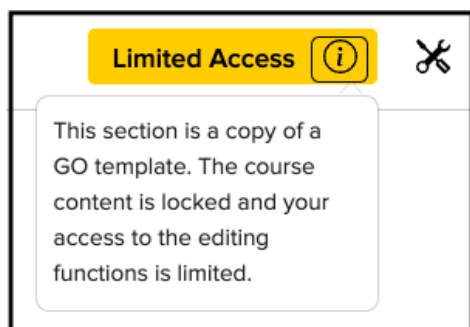 Limited Access i
This section is a copy of a
GO template. The course
content is locked and your
access to the editing
functions is limited.